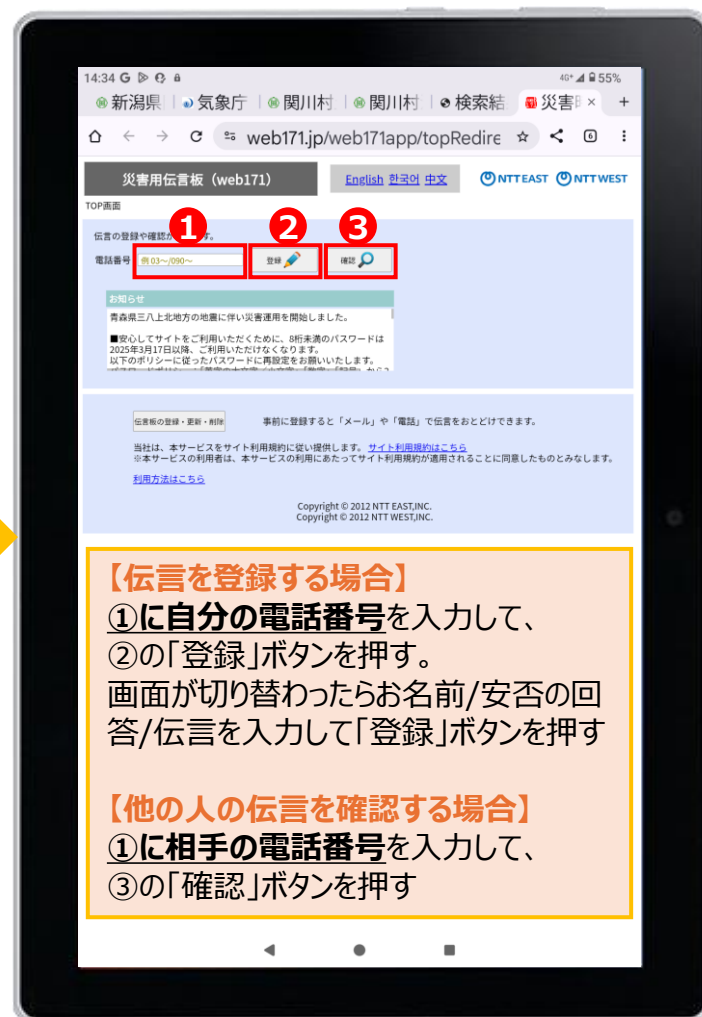 14:34 G 4G+ 55%
新潟県 気象庁 関川村 関川村 検索結 災害 × +
web171.jp/web171app/topRedire 6
災害用伝言板（web171） English 한국어 中文 NTT EAST NTT WEST
TOP画面
1 2 3
伝言の登録や確認が す。
電話番号 例 03～/090～ 登録 確認
お知らせ
青森県三八上北地方の地震に伴い災害運用を開始しました。
■安心してサイトをご利用いただくために、8桁未満のパスワードは
2025年3月17日以降、ご利用いただけなくなります。
以下のポリシーに従ったパスワードに再設定をお願いいたします。
伝言板の登録・更新・削除 事前に登録すると「メール」や「電話」で伝言をおとどけできます。
当社は、本サービスをサイト利用規約に従い提供します。 サイト利用規約はこちら
※本サービスの利用者は、本サービスの利用にあたってサイト利用規約が適用されることに同意したものとみなします。
利用方法はこちら
Copyright © 2012 NTT EAST,INC.
Copyright © 2012 NTT WEST,INC.
【伝言を登録する場合】
①に自分の電話番号を入力して、
②の「登録」ボタンを押す。
画面が切り替わったらお名前/安否の回
答/伝言を入力して「登録」ボタンを押す
【他の人の伝言を確認する場合】
①に相手の電話番号を入力して、
③の「確認」ボタンを押す